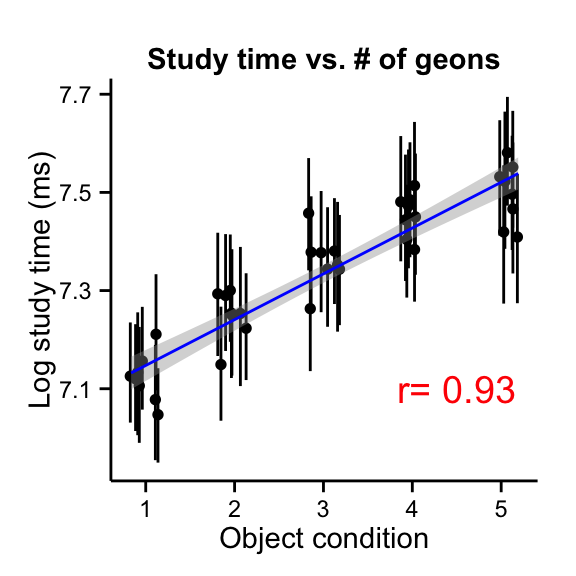 Study time vs. # of geons
Log study time (ms)
7.7
7.5
7.3
7.1
r= 0.93
1 2 3 4 5
Object condition